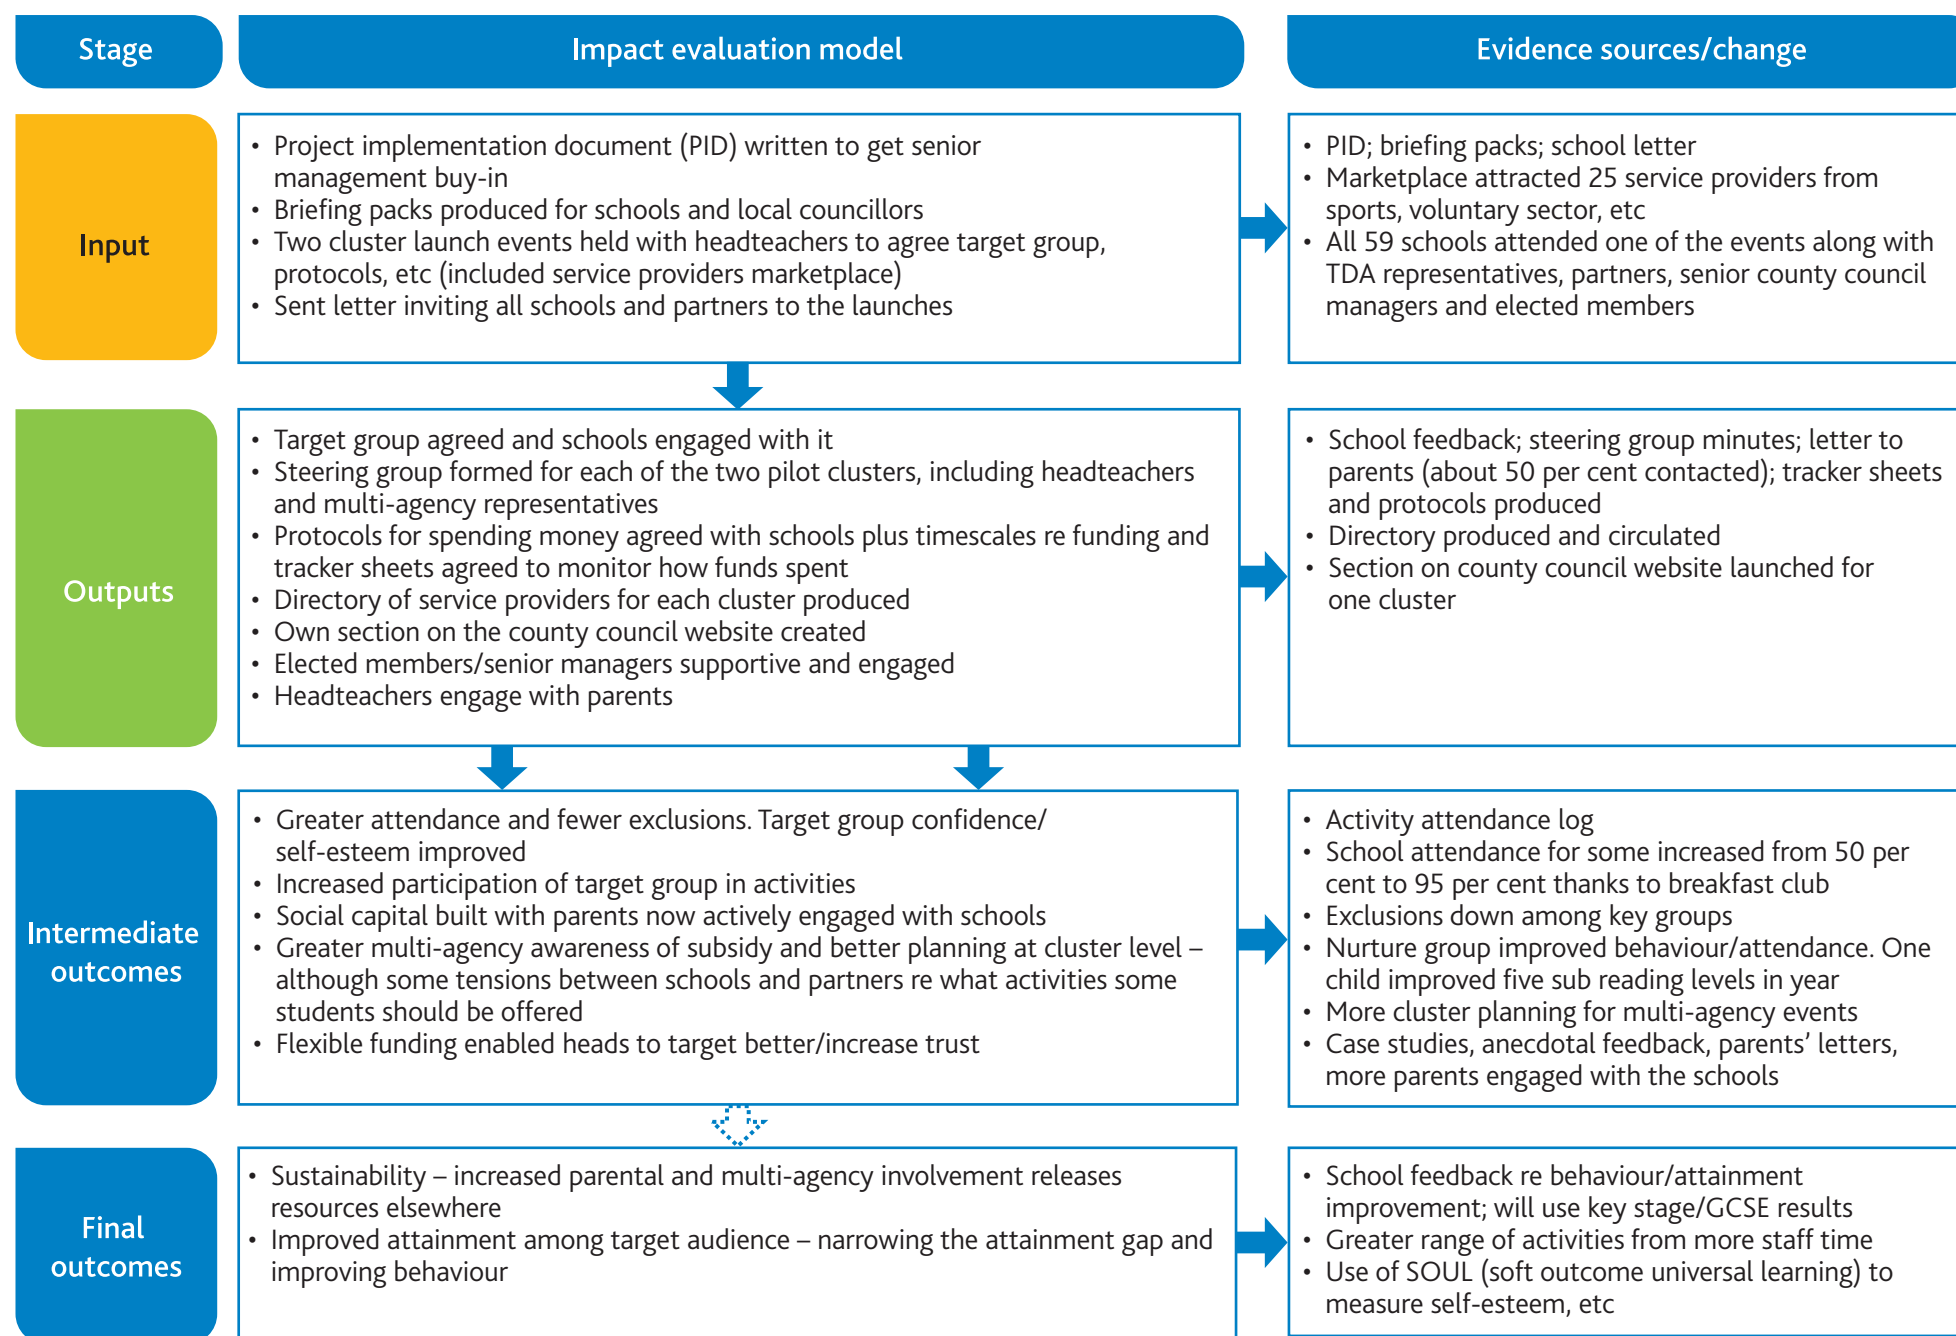 Stage
Impact evaluation model
Evidence sources/change
Input
• Project implementation document (PID) written to get senior
management buy-in
• Briefing packs produced for schools and local councillors
• Two cluster launch events held with headteachers to agree target group,
protocols, etc (included service providers marketplace)
• Sent letter inviting all schools and partners to the launches
• PID; briefing packs; school letter
• Marketplace attracted 25 service providers from
sports, voluntary sector, etc
• All 59 schools attended one of the events along with
TDA representatives, partners, senior county council
managers and elected members
Outputs
• Target group agreed and schools engaged with it
• Steering group formed for each of the two pilot clusters, including headteachers
and multi-agency representatives
• Protocols for spending money agreed with schools plus timescales re funding and
tracker sheets agreed to monitor how funds spent
• Directory of service providers for each cluster produced
• Own section on the county council website created
• Elected members/senior managers supportive and engaged
• Headteachers engage with parents
• School feedback; steering group minutes; letter to
parents (about 50 per cent contacted); tracker sheets
and protocols produced
• Directory produced and circulated
• Section on county council website launched for
one cluster
Intermediate
outcomes
• Greater attendance and fewer exclusions. Target group confidence/
self-esteem improved
• Increased participation of target group in activities
• Social capital built with parents now actively engaged with schools
• Greater multi-agency awareness of subsidy and better planning at cluster level –
although some tensions between schools and partners re what activities some
students should be offered
• Flexible funding enabled heads to target better/increase trust
• Activity attendance log
• School attendance for some increased from 50 per
cent to 95 per cent thanks to breakfast club
• Exclusions down among key groups
• Nurture group improved behaviour/attendance. One
child improved five sub reading levels in year
• More cluster planning for multi-agency events
• Case studies, anecdotal feedback, parents’ letters,
more parents engaged with the schools
Final
outcomes
• Sustainability – increased parental and multi-agency involvement releases
resources elsewhere
• Improved attainment among target audience – narrowing the attainment gap and
improving behaviour
• School feedback re behaviour/attainment
improvement; will use key stage/GCSE results
• Greater range of activities from more staff time
• Use of SOUL (soft outcome universal learning) to
measure self-esteem, etc